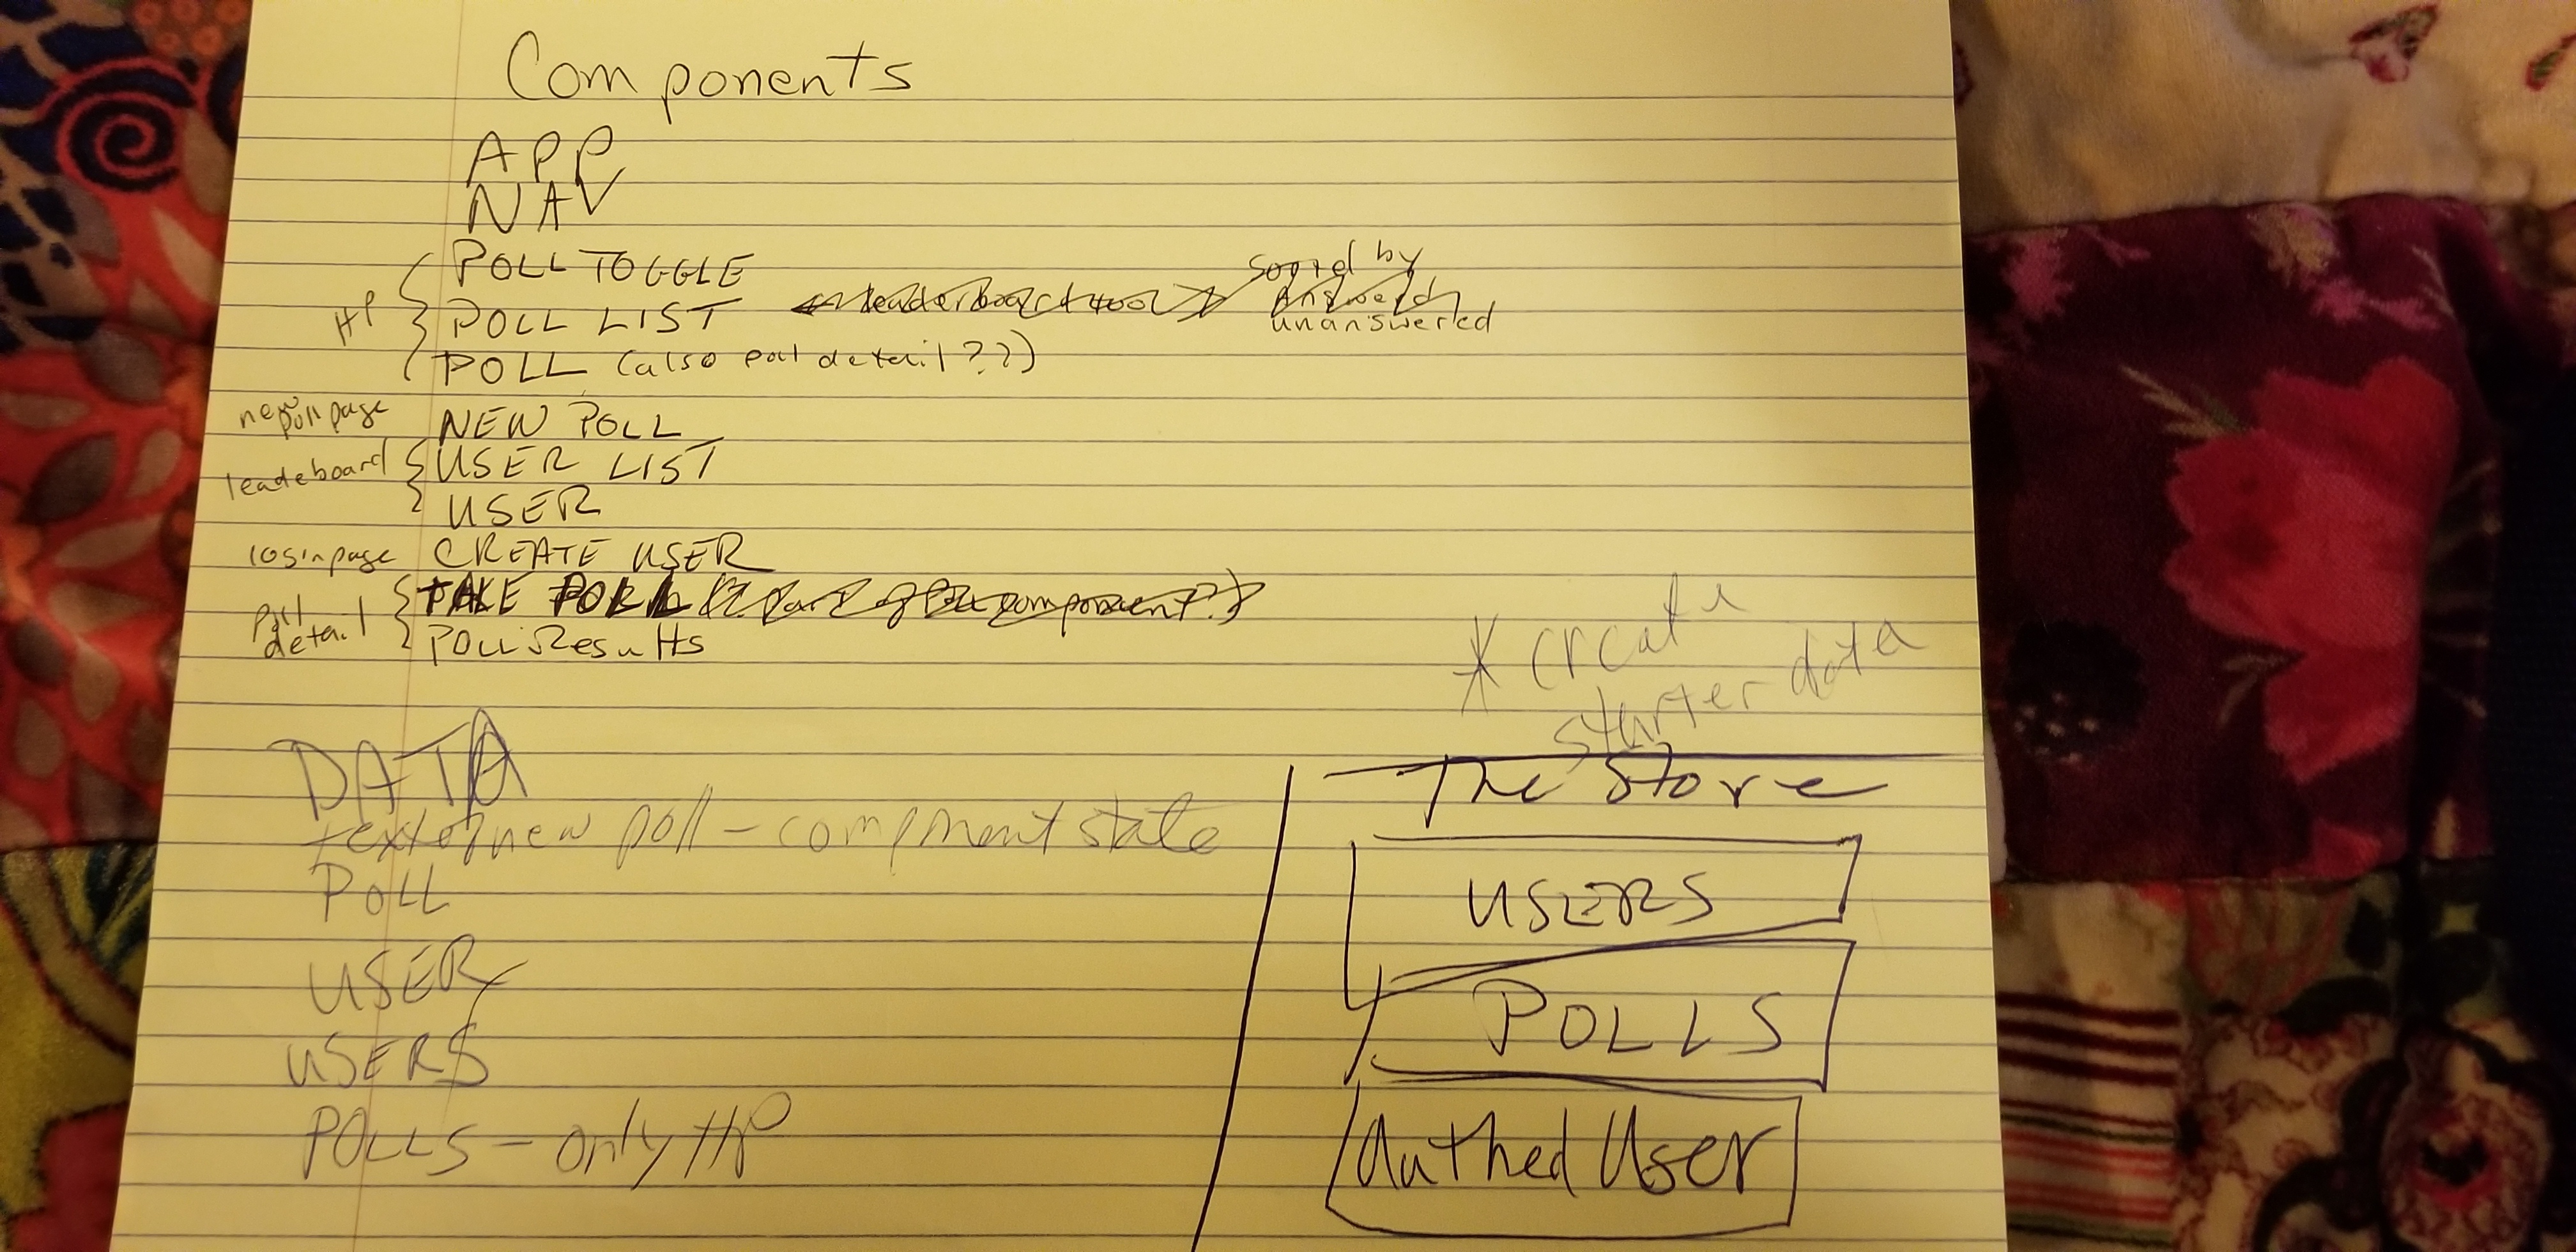 Components
APP
NAV
HP
POLL TOGGLE
POLL LIST leaderboard tool sorted by
answered
unanswered
POLL (also poll detail??)
new poll page NEW POLL
leadeboard USER LIST
USER
login page CREATE USER
poll detail TAKE POLL (? part of Poll component?)
POLL Results
* create
starter data
DATA
text of new poll - component state
POLL
USER
USERS
POLLS - only HP
The Store
USERS
POLLS
Authed User